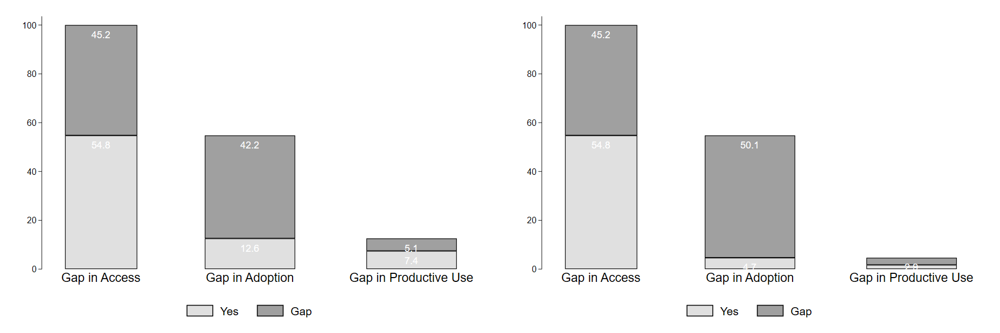 100
80
60
40
20
0
45.2
54.8
42.2
12.6
5.1
7.4
Gap in Access
Gap in Adoption
Gap in Productive Use
Yes
Gap
100
80
60
40
20
0
45.2
54.8
50.1
4.7
Gap in Access
Gap in Adoption
Gap in Productive Use
Yes
Gap